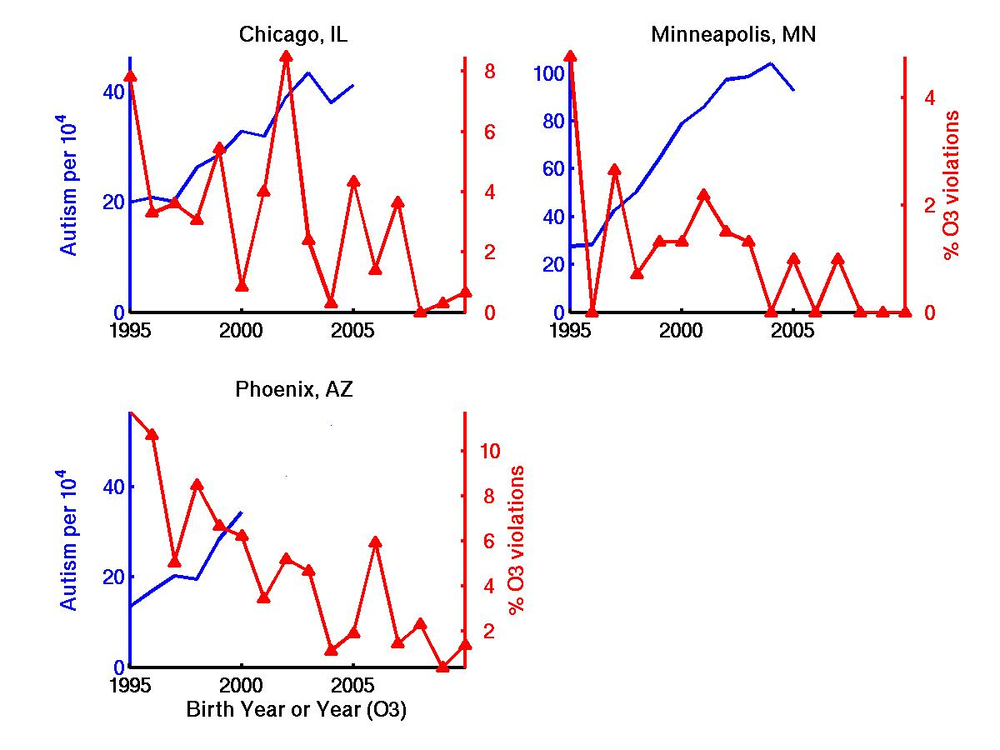 Chicago, IL
Autism per 10⁴
40
20
0
8
6
4
2
0
1995 2000 2005
Minneapolis, MN
100
80
60
40
20
0
4
2
0
% O3 violations
1995 2000 2005
Phoenix, AZ
Autism per 10⁴
40
20
0
10
8
6
4
2
% O3 violations
1995 2000 2005
Birth Year or Year (O3)